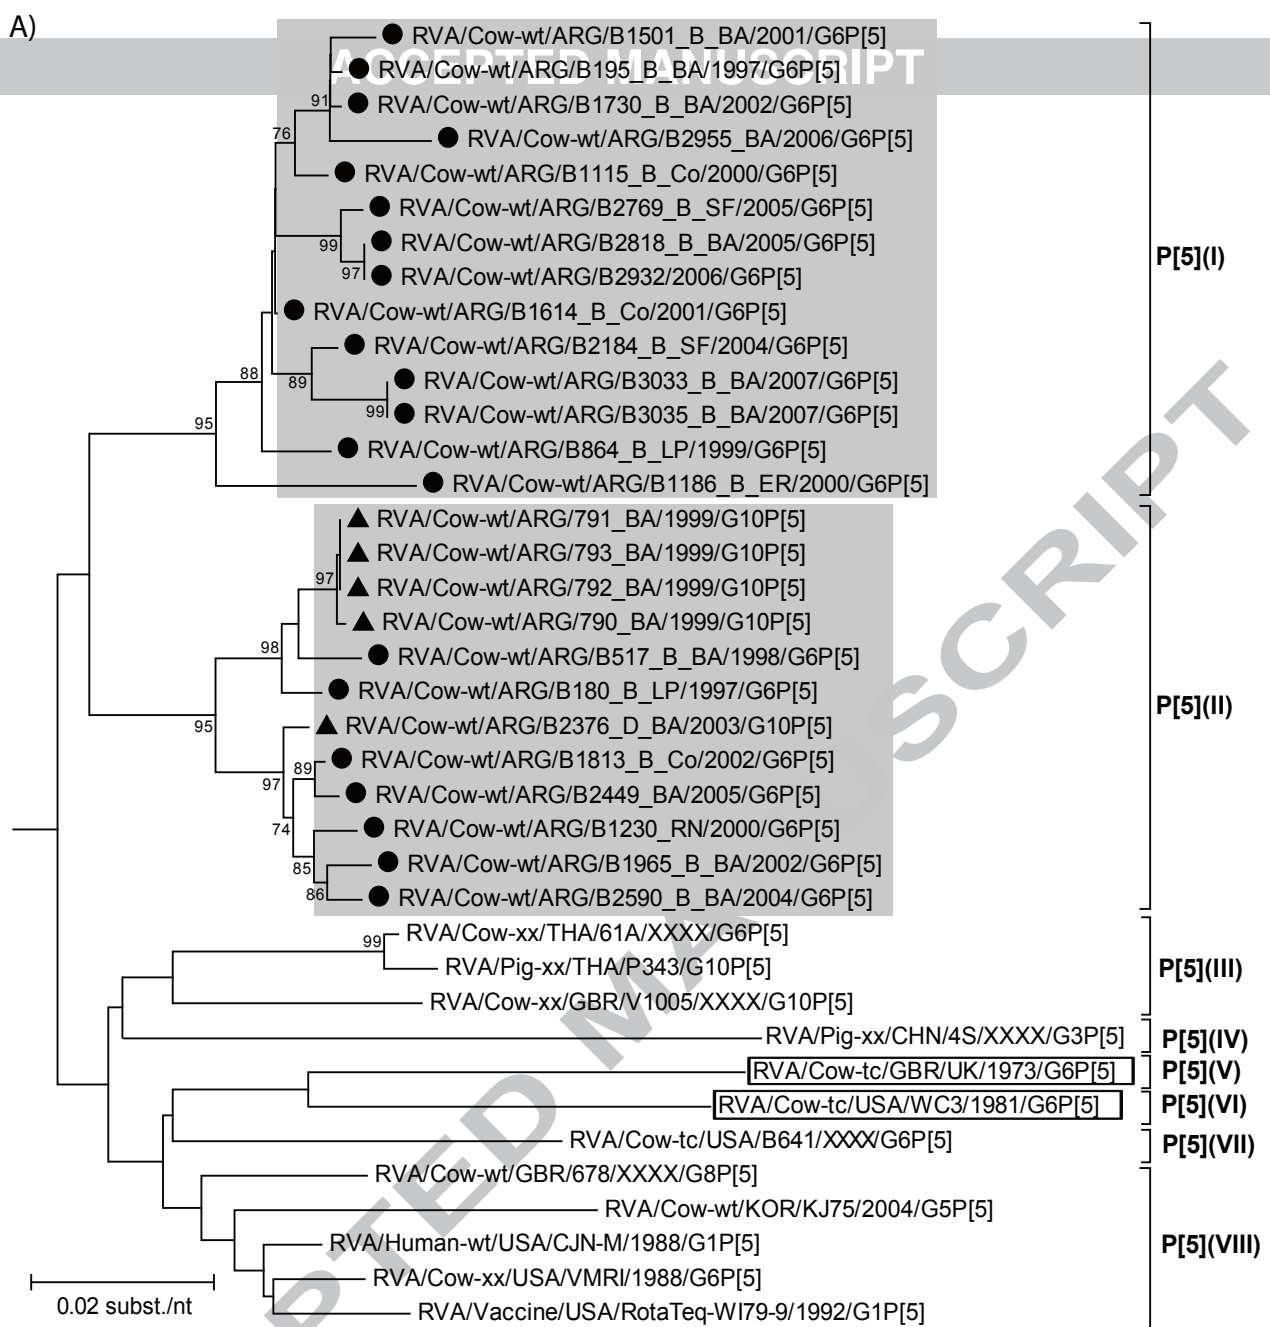 A)
ACCEPTED MANUSCRIPT
RVA/Cow-wt/ARG/B1501_B_BA/2001/G6P[5]
RVA/Cow-wt/ARG/B195_B_BA/1997/G6P[5]
91
RVA/Cow-wt/ARG/B1730_B_BA/2002/G6P[5]
76
RVA/Cow-wt/ARG/B2955_BA/2006/G6P[5]
RVA/Cow-wt/ARG/B1115_B_Co/2000/G6P[5]
RVA/Cow-wt/ARG/B2769_B_SF/2005/G6P[5]
99
RVA/Cow-wt/ARG/B2818_B_BA/2005/G6P[5]
P[5](I)
97
RVA/Cow-wt/ARG/B2932/2006/G6P[5]
RVA/Cow-wt/ARG/B1614_B_Co/2001/G6P[5]
RVA/Cow-wt/ARG/B2184_B_SF/2004/G6P[5]
88
89
RVA/Cow-wt/ARG/B3033_B_BA/2007/G6P[5]
99
RVA/Cow-wt/ARG/B3035_B_BA/2007/G6P[5]
95
RVA/Cow-wt/ARG/B864_B_LP/1999/G6P[5]
RVA/Cow-wt/ARG/B1186_B_ER/2000/G6P[5]
RVA/Cow-wt/ARG/791_BA/1999/G10P[5]
RVA/Cow-wt/ARG/793_BA/1999/G10P[5]
97
RVA/Cow-wt/ARG/792_BA/1999/G10P[5]
RVA/Cow-wt/ARG/790_BA/1999/G10P[5]
98
RVA/Cow-wt/ARG/B517_B_BA/1998/G6P[5]
RVA/Cow-wt/ARG/B180_B_LP/1997/G6P[5]
P[5](II)
95
RVA/Cow-wt/ARG/B2376_D_BA/2003/G10P[5]
RVA/Cow-wt/ARG/B1813_B_Co/2002/G6P[5]
89
97
RVA/Cow-wt/ARG/B2449_BA/2005/G6P[5]
74
RVA/Cow-wt/ARG/B1230_RN/2000/G6P[5]
85
RVA/Cow-wt/ARG/B1965_B_BA/2002/G6P[5]
86
RVA/Cow-wt/ARG/B2590_B_BA/2004/G6P[5]
99
RVA/Cow-xx/THA/61A/XXXX/G6P[5]
RVA/Pig-xx/THA/P343/G10P[5]
P[5](III)
RVA/Cow-xx/GBR/V1005/XXXX/G10P[5]
RVA/Pig-xx/CHN/4S/XXXX/G3P[5]
P[5](IV)
RVA/Cow-tc/GBR/UK/1973/G6P[5]
P[5](V)
RVA/Cow-tc/USA/WC3/1981/G6P[5]
P[5](VI)
RVA/Cow-tc/USA/B641/XXXX/G6P[5]
P[5](VII)
RVA/Cow-wt/GBR/678/XXXX/G8P[5]
RVA/Cow-wt/KOR/KJ75/2004/G5P[5]
RVA/Human-wt/USA/CJN-M/1988/G1P[5]
P[5](VIII)
RVA/Cow-xx/USA/VMRI/1988/G6P[5]
0.02 subst./nt
RVA/Vaccine/USA/RotaTeq-WI79-9/1992/G1P[5]
PTED MANUSCRIPT